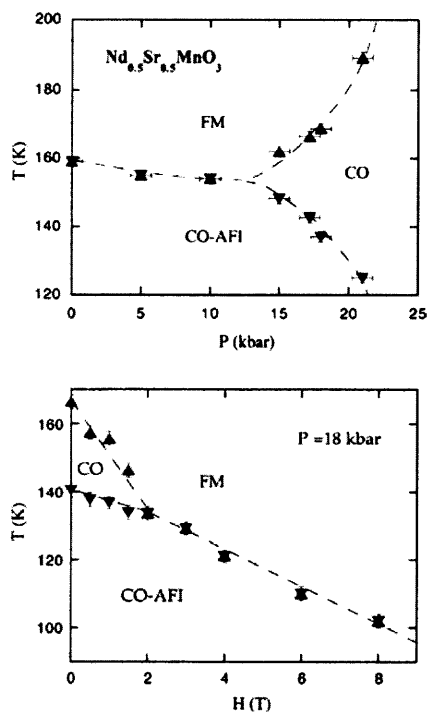 200
180
160
140
120
T (K)
Nd0.5Sr0.5MnO3
FM
CO
CO-AFI
0 5 10 15 20 25
P (kbar)
160
140
120
100
T (K)
P =18 kbar
CO
FM
CO-AFI
0 2 4 6 8
H (T)